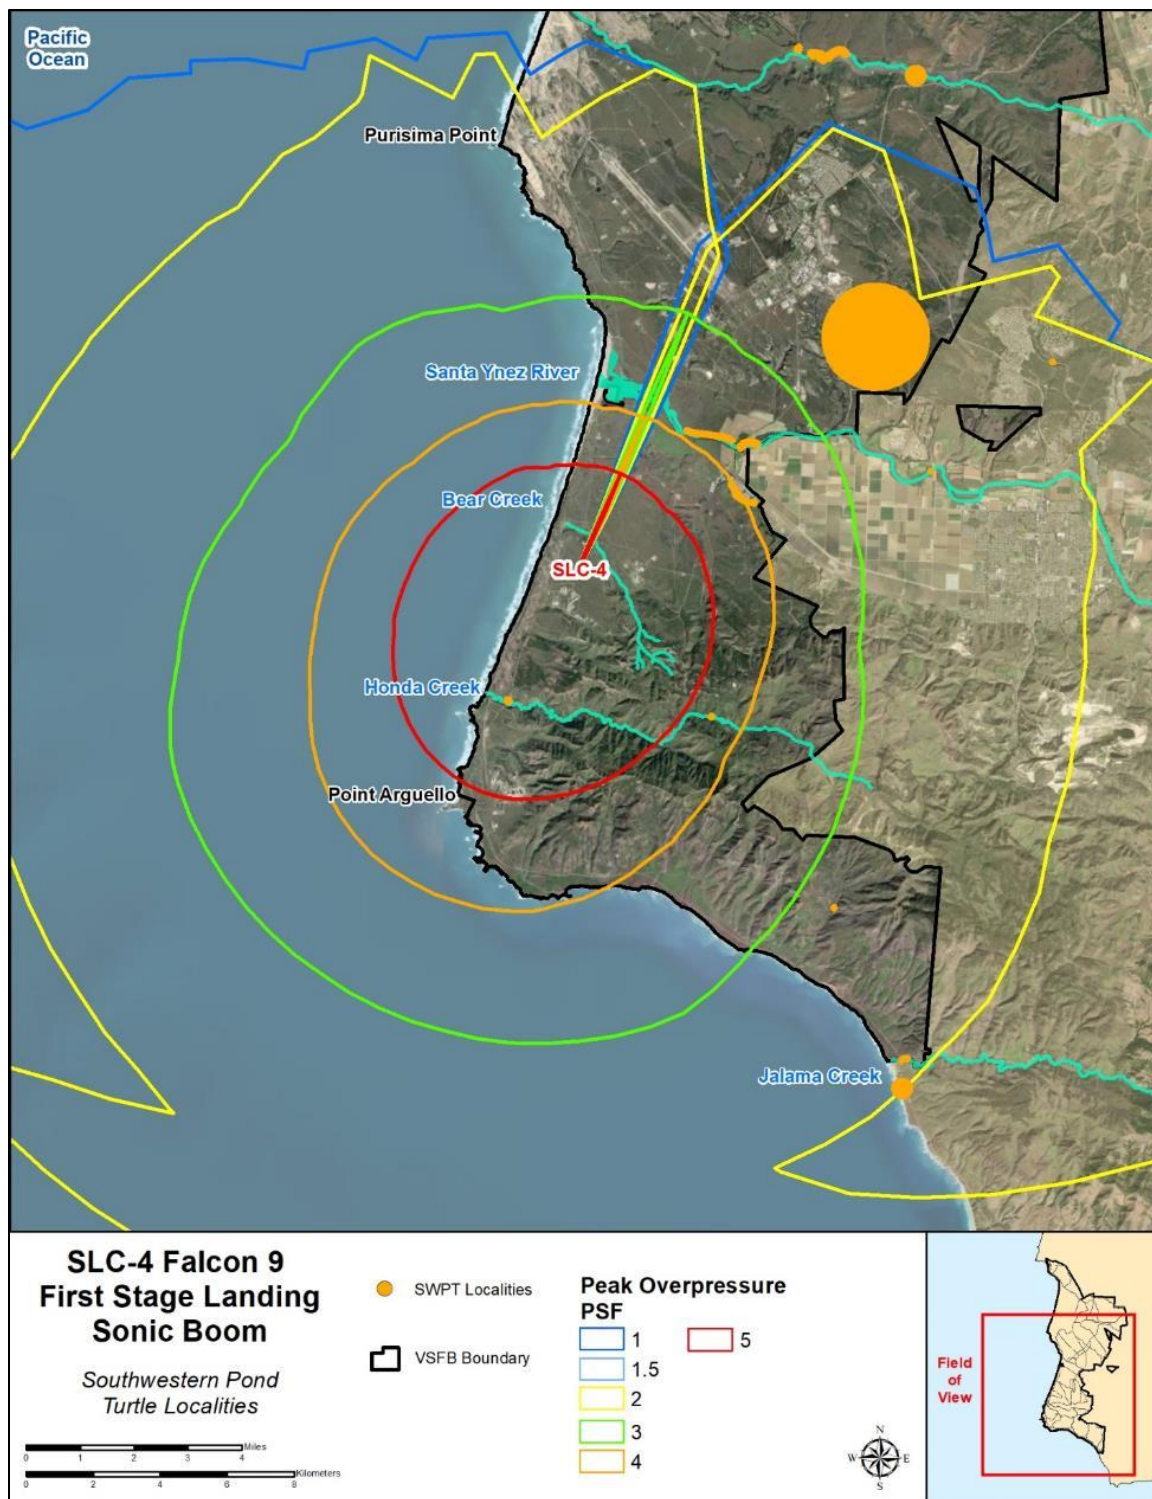 Pacific
Ocean
Purisima Point
Santa Ynez River
Bear Creek
SLC-4
Honda Creek
Point Arguello
Jalama Creek
SLC-4 Falcon 9
First Stage Landing
Sonic Boom
Southwestern Pond
Turtle Localities
Miles
0 1 2 3 4
Kilometers
0 2 4 6 8
SWPT Localities
VSFB Boundary
Peak Overpressure
PSF
1 5
1.5
2
3
4
N
W E
S
Field
of
View